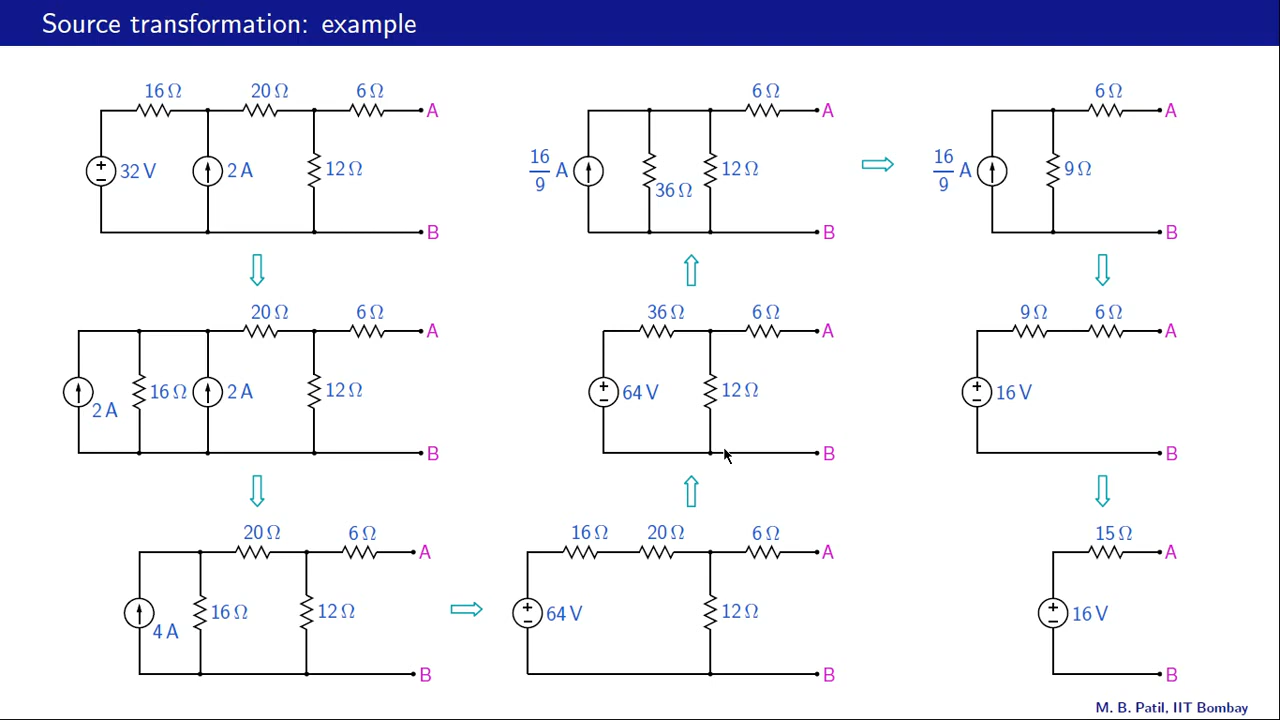 Source transformation: example
16 Ω 20 Ω 6 Ω
A
32 V 2 A 12 Ω
B
20 Ω 6 Ω
A
2 A 16 Ω 2 A 12 Ω
B
20 Ω 6 Ω
A
4 A 16 Ω 12 Ω
B
16 Ω 20 Ω 6 Ω
A
64 V 12 Ω
B
36 Ω 6 Ω
A
64 V 12 Ω
B
6 Ω
A
16/9 A 36 Ω 12 Ω
B
6 Ω
A
16/9 A 9 Ω
B
9 Ω 6 Ω
A
16 V
B
15 Ω
A
16 V
B
M. B. Patil, IIT Bombay